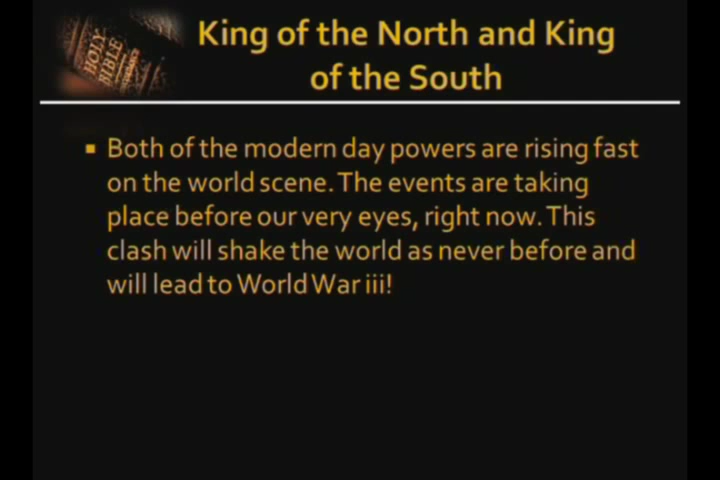 HOLY
BIBLE
King of the North and King
of the South
Both of the modern day powers are rising fast
on the world scene. The events are taking
place before our very eyes, right now. This
clash will shake the world as never before and
will lead to World War iii!